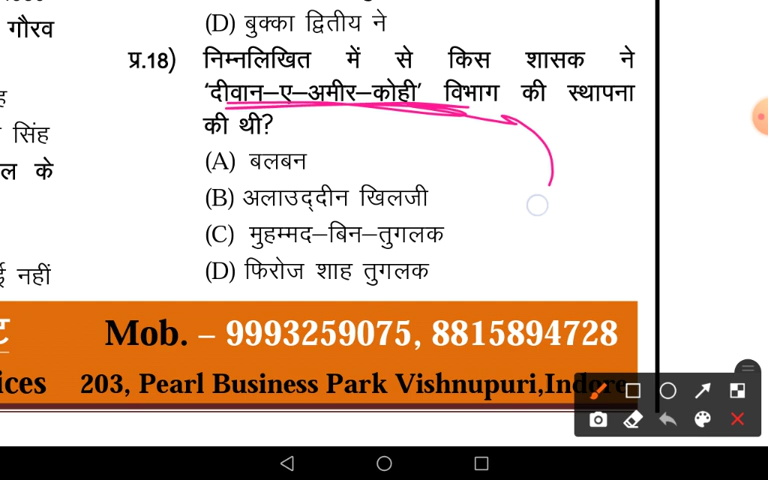 (D) बुक्का द्वितीय ने
गौरव
प्र.18) निम्नलिखित में से किस शासक ने
'दीवान–ए–अमीर–कोही' विभाग की स्थापना
की थी?
सिंह
(A) बलबन
ल के
(B) अलाउद्दीन खिलजी
(C) मुहम्मद–बिन–तुगलक
(D) फिरोज शाह तुगलक
ई नहीं
Mob. – 9993259075, 8815894728
ices 203, Pearl Business Park Vishnupuri,Indore